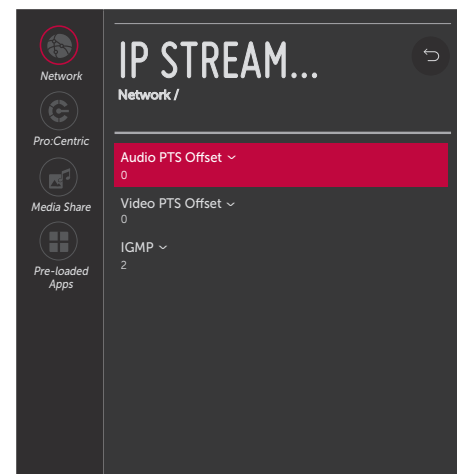 Network
Pro:Centric
Media Share
Pre-loaded
Apps
IP STREAM...
Network /
Audio PTS Offset
0
Video PTS Offset
0
IGMP
2